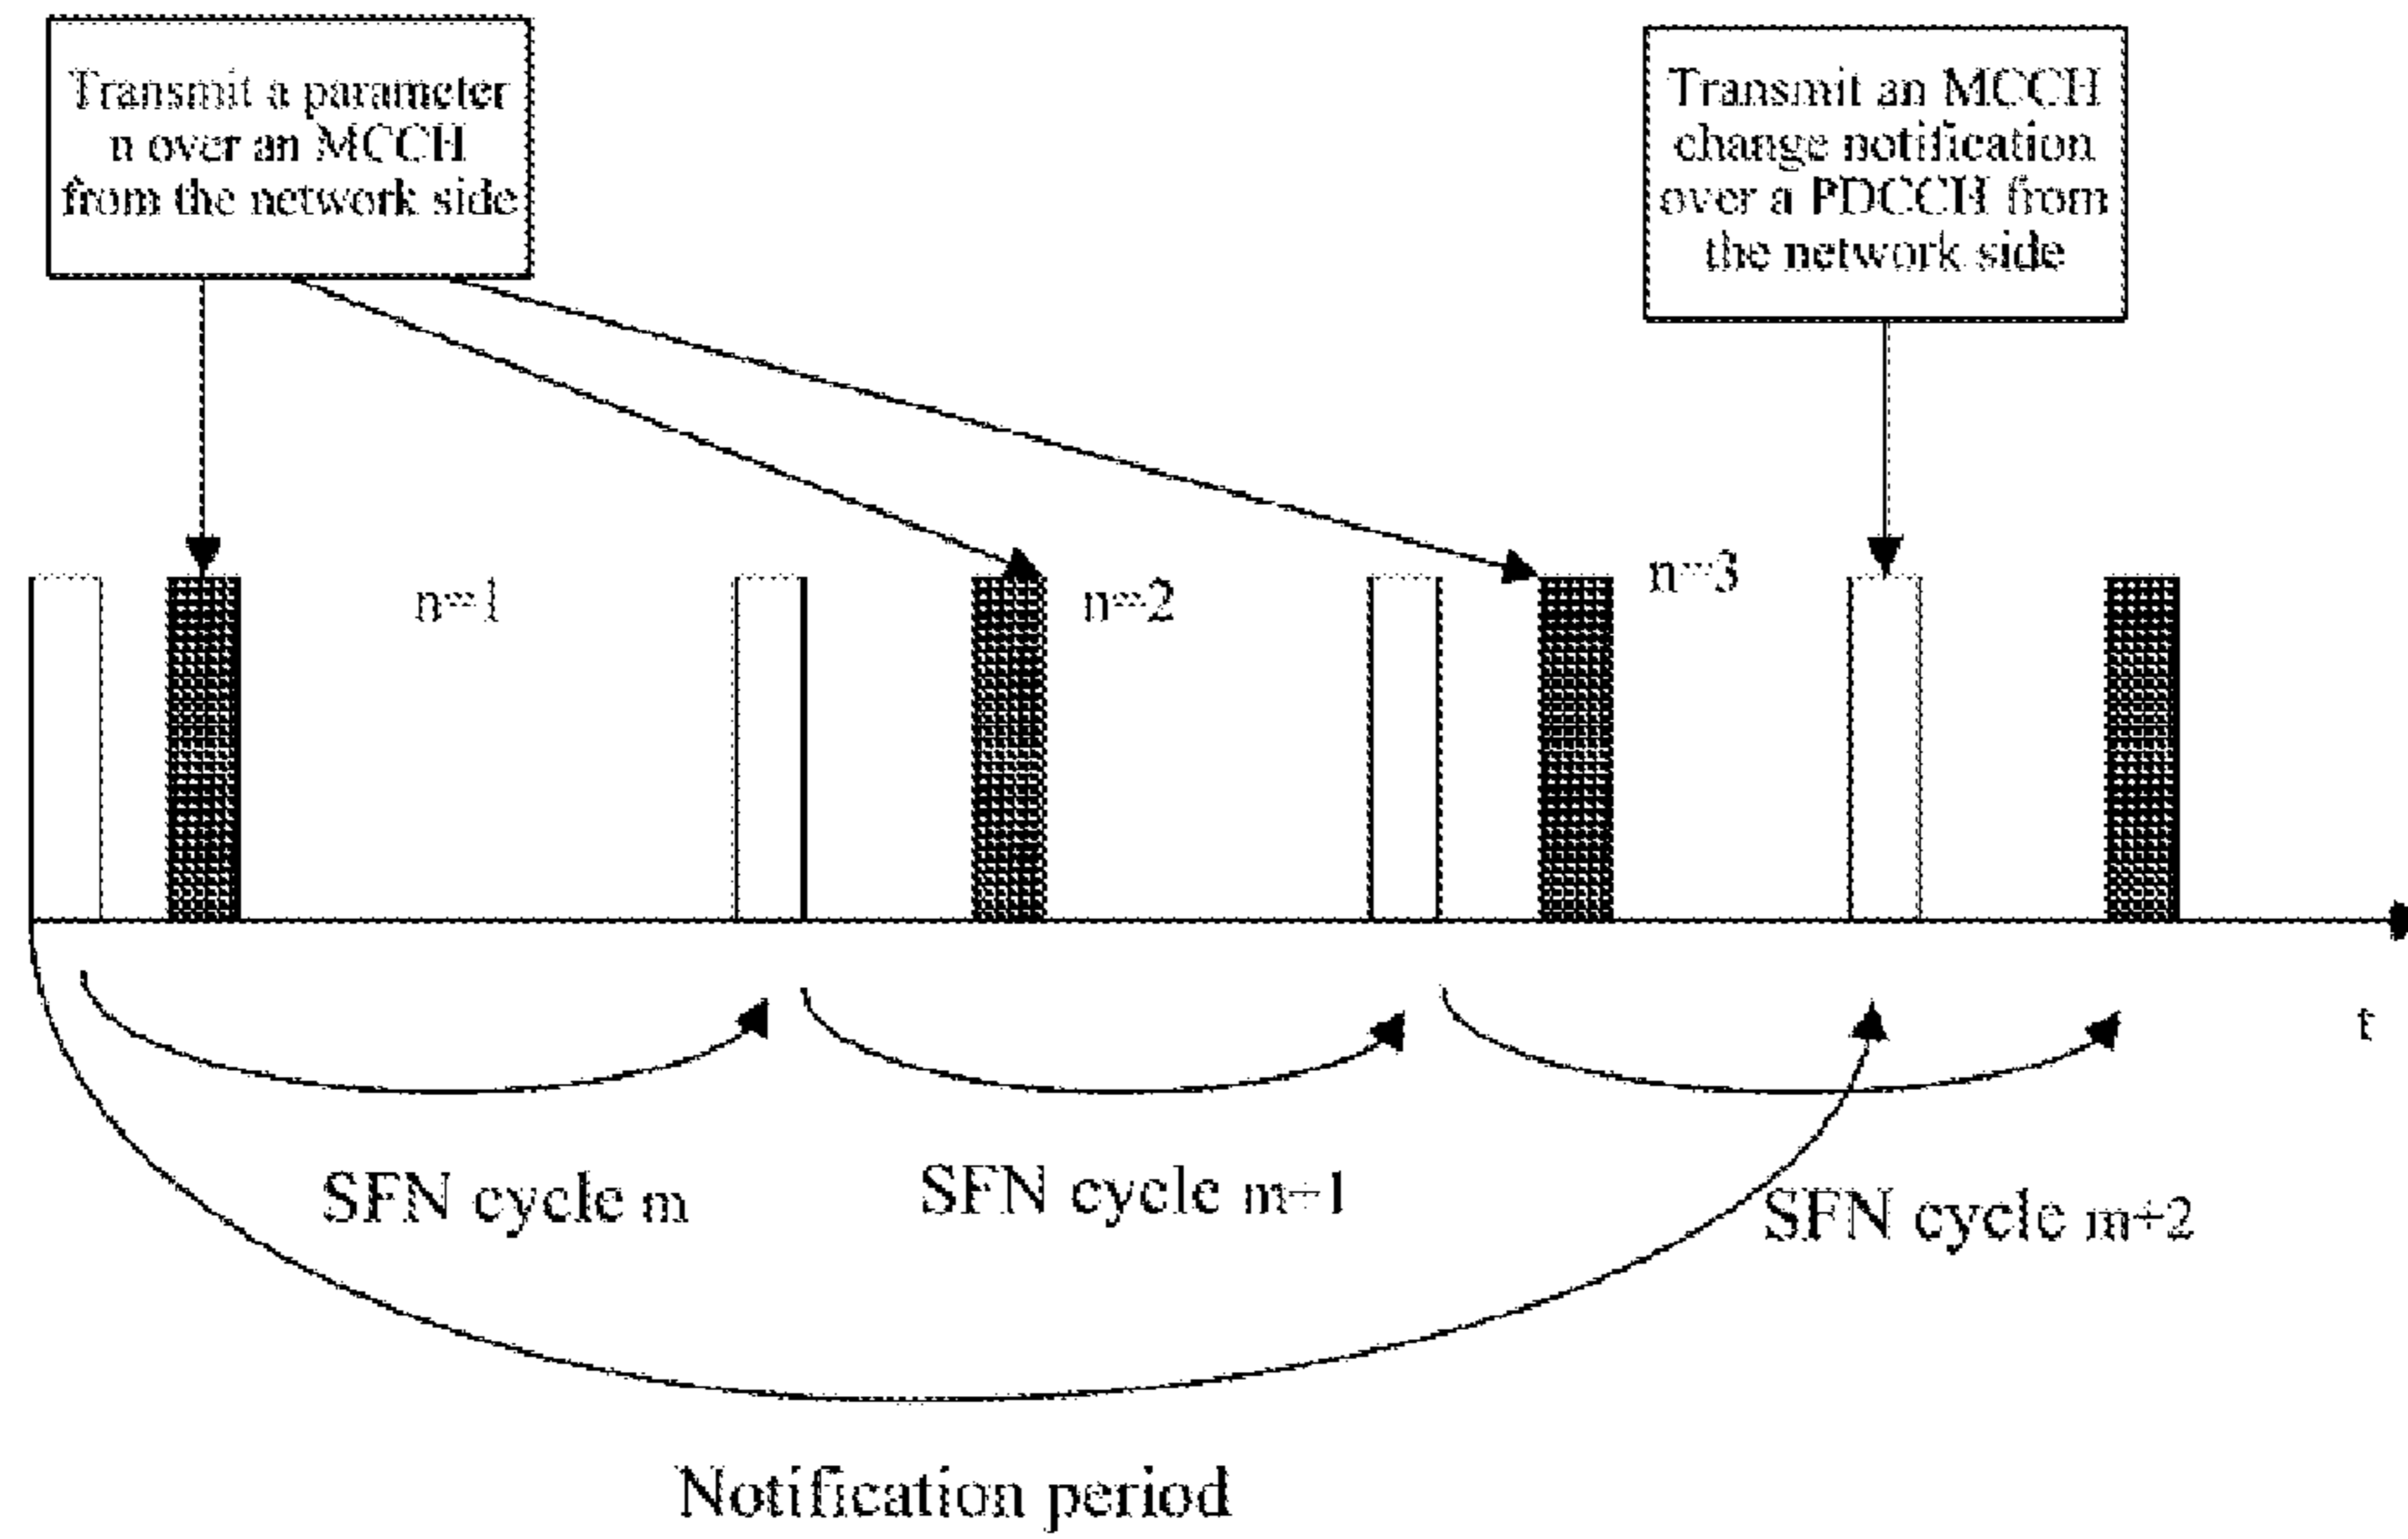 Transmit a parameter
n over an MCCH
from the network side
Transmit an MCCH
change notification
over a PDCCH from
the network side
n=1
n=2
n=3
t
SFN cycle m
SFN cycle m+1
SFN cycle m+2
Notification period